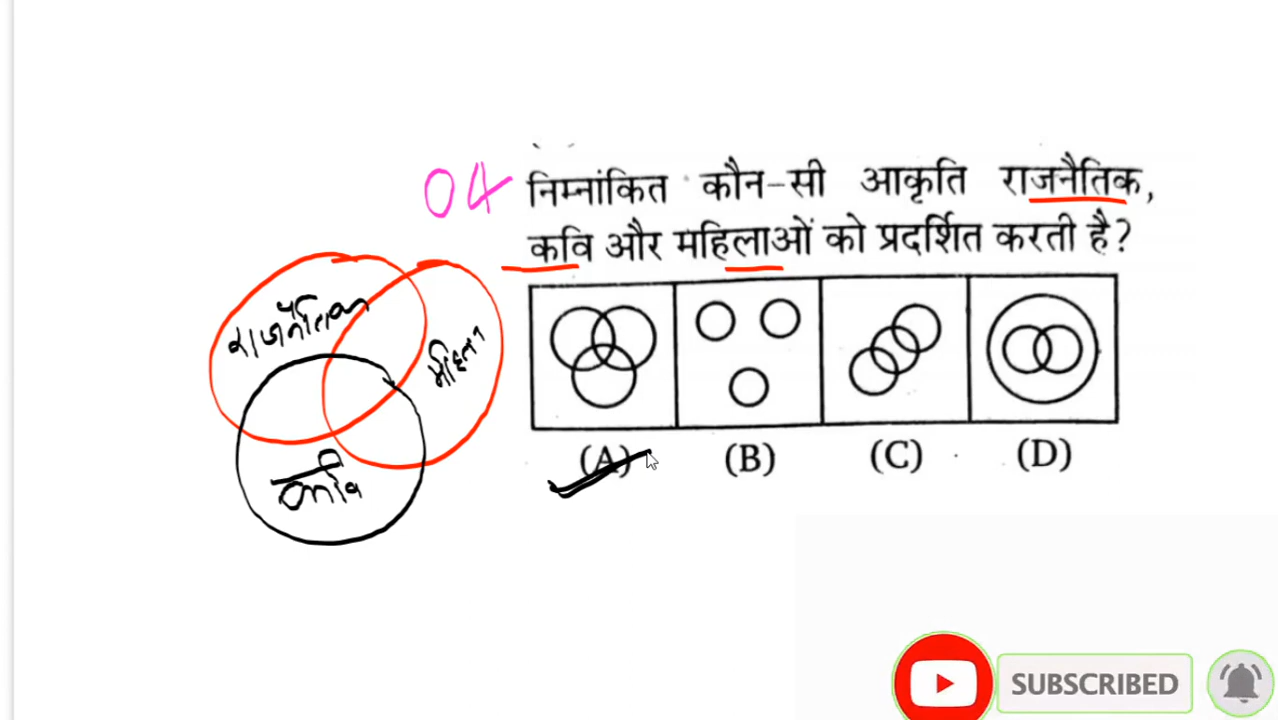 04
निम्नांकित कौन-सी आकृति राजनैतिक,
कवि और महिलाओं को प्रदर्शित करती है?
राजनैतिक
महिला
कवि
(A) (B) (C) (D)
SUBSCRIBED